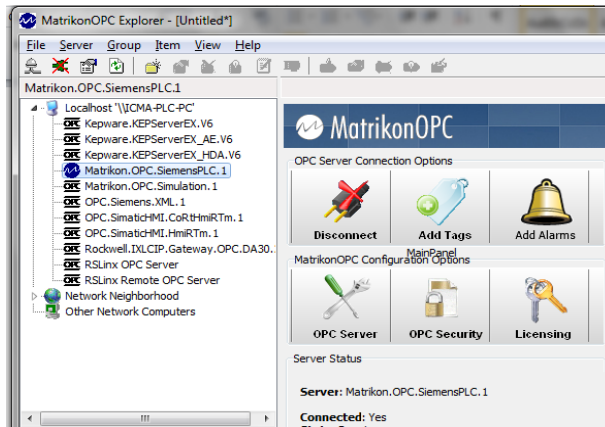 MatrikonOPC Explorer - [Untitled*]
File Server Group Item View Help
Matrikon.OPC.SiemensPLC.1
Localhost '\\ICMA-PLC-PC'
Kepware.KEPServerEX.V6
Kepware.KEPServerEX_AE.V6
Kepware.KEPServerEX_HDA.V6
Matrikon.OPC.SiemensPLC.1
Matrikon.OPC.Simulation.1
OPC.Siemens.XML.1
OPC.SimaticHMI.CoRtHmiRTm.1
OPC.SimaticHMI.HmiRTm.1
Rockwell.IXLCIP.Gateway.OPC.DA30.
RSLinx OPC Server
RSLinx Remote OPC Server
Network Neighborhood
Other Network Computers
MatrikonOPC
OPC Server Connection Options
Disconnect Add Tags Add Alarms
MainPanel
MatrikonOPC Configuration Options
OPC Server OPC Security Licensing
Server Status
Server: Matrikon.OPC.SiemensPLC.1
Connected: Yes